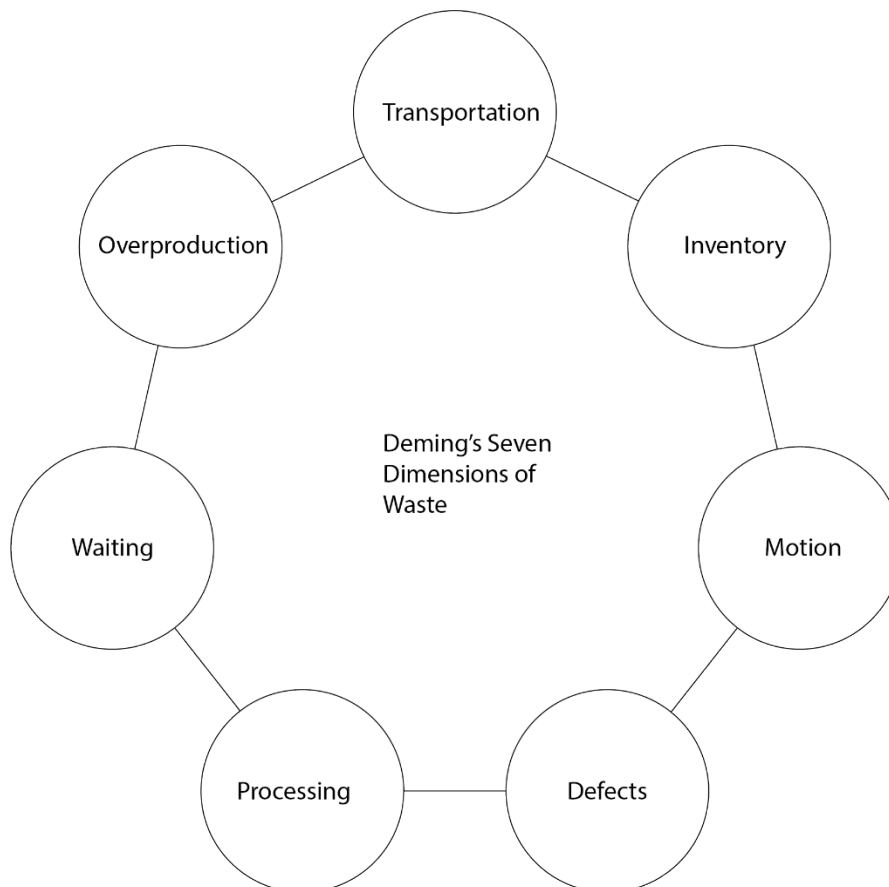 Transportation
Overproduction
Inventory
Deming’s Seven
Dimensions of
Waste
Waiting
Motion
Processing
Defects